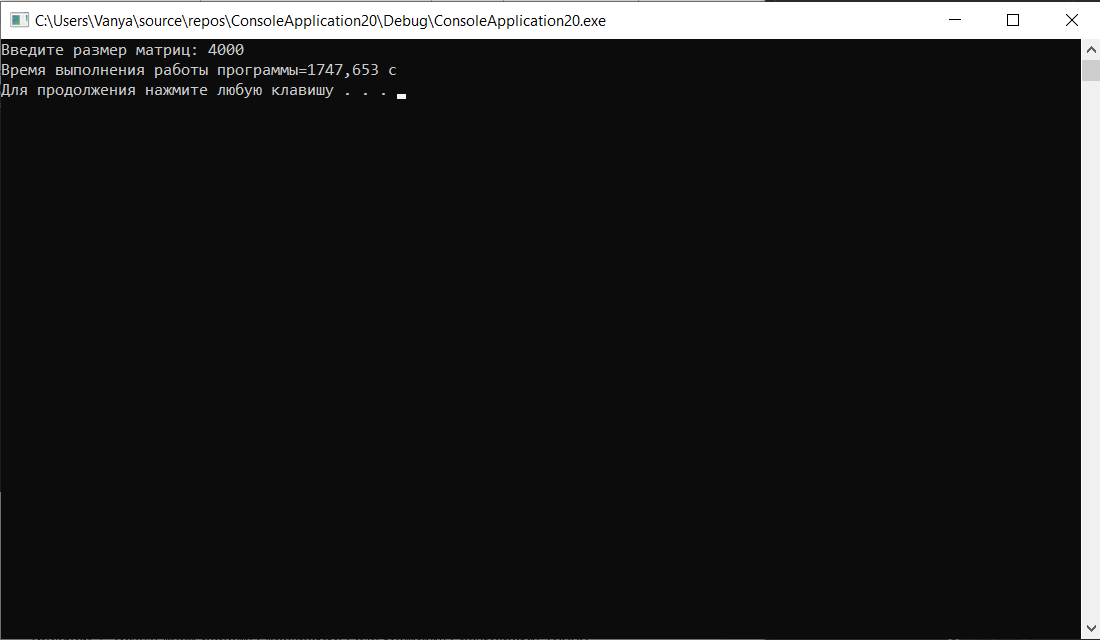 C:\Users\Vanya\source\repos\ConsoleApplication20\Debug\ConsoleApplication20.exe
Введите размер матриц: 4000
Время выполнения работы программы=1747,653 с
Для продолжения нажмите любую клавишу . . .